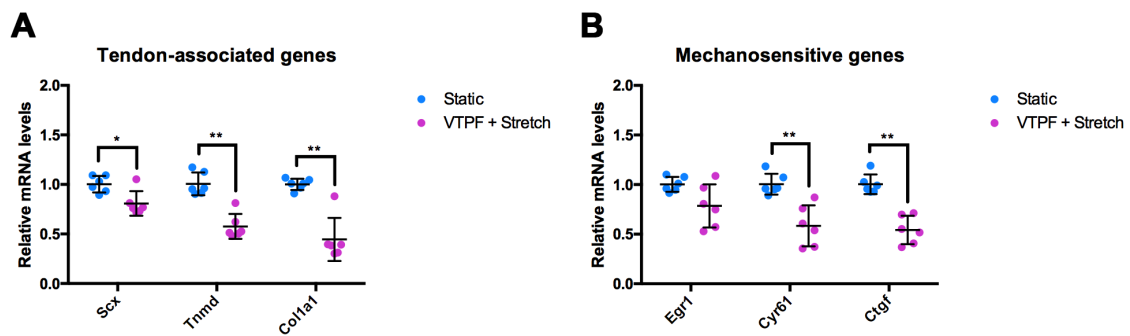 A
Tendon-associated genes
Relative mRNA levels
2.0
1.5
1.0
0.5
0.0
*
**
**
Scx
Tnmd
Col1a1
Static
VTPF + Stretch
B
Mechanosensitive genes
Relative mRNA levels
2.0
1.5
1.0
0.5
0.0
**
**
Egr1
Cyr61
Ctgf
Static
VTPF + Stretch